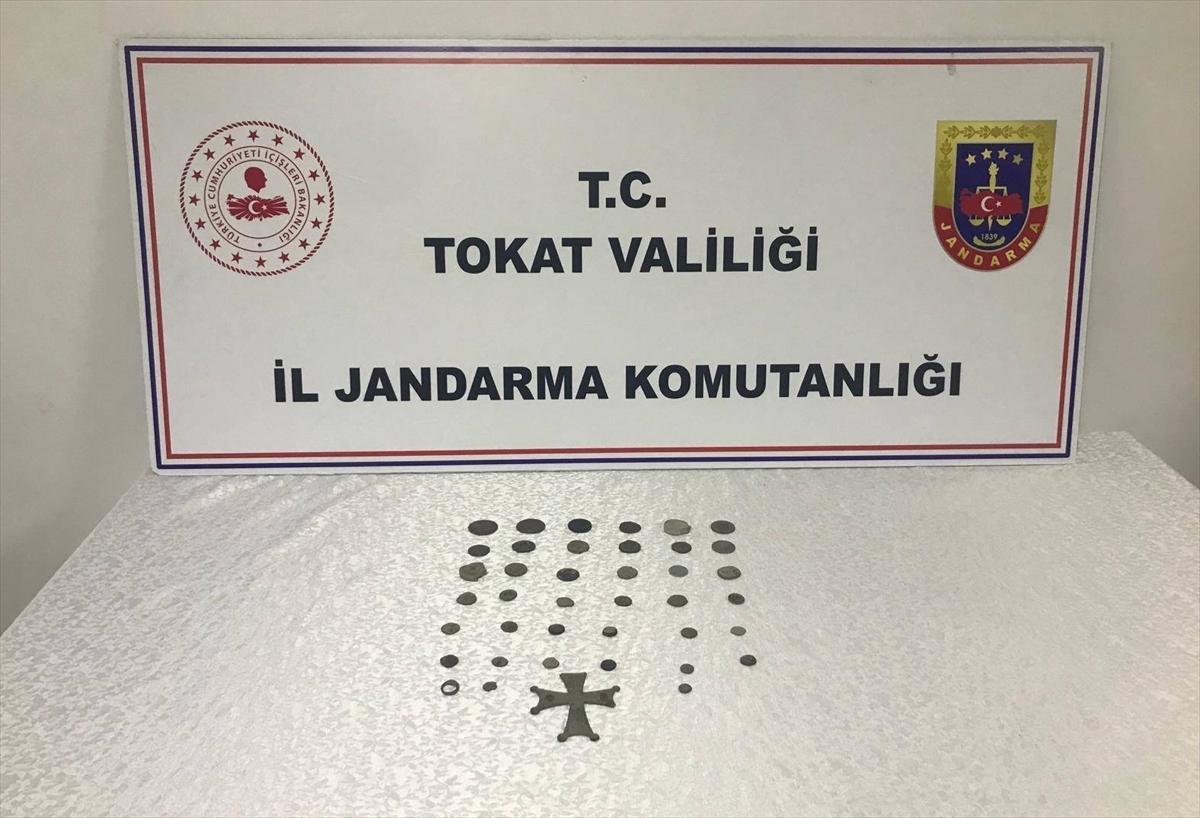 TÜRKİYE CUMHURİYETİ İÇİŞLERİ BAKANLIĞI
T.C.
TOKAT VALİLİĞİ
İL JANDARMA KOMUTANLIĞI
1839
JANDARMA